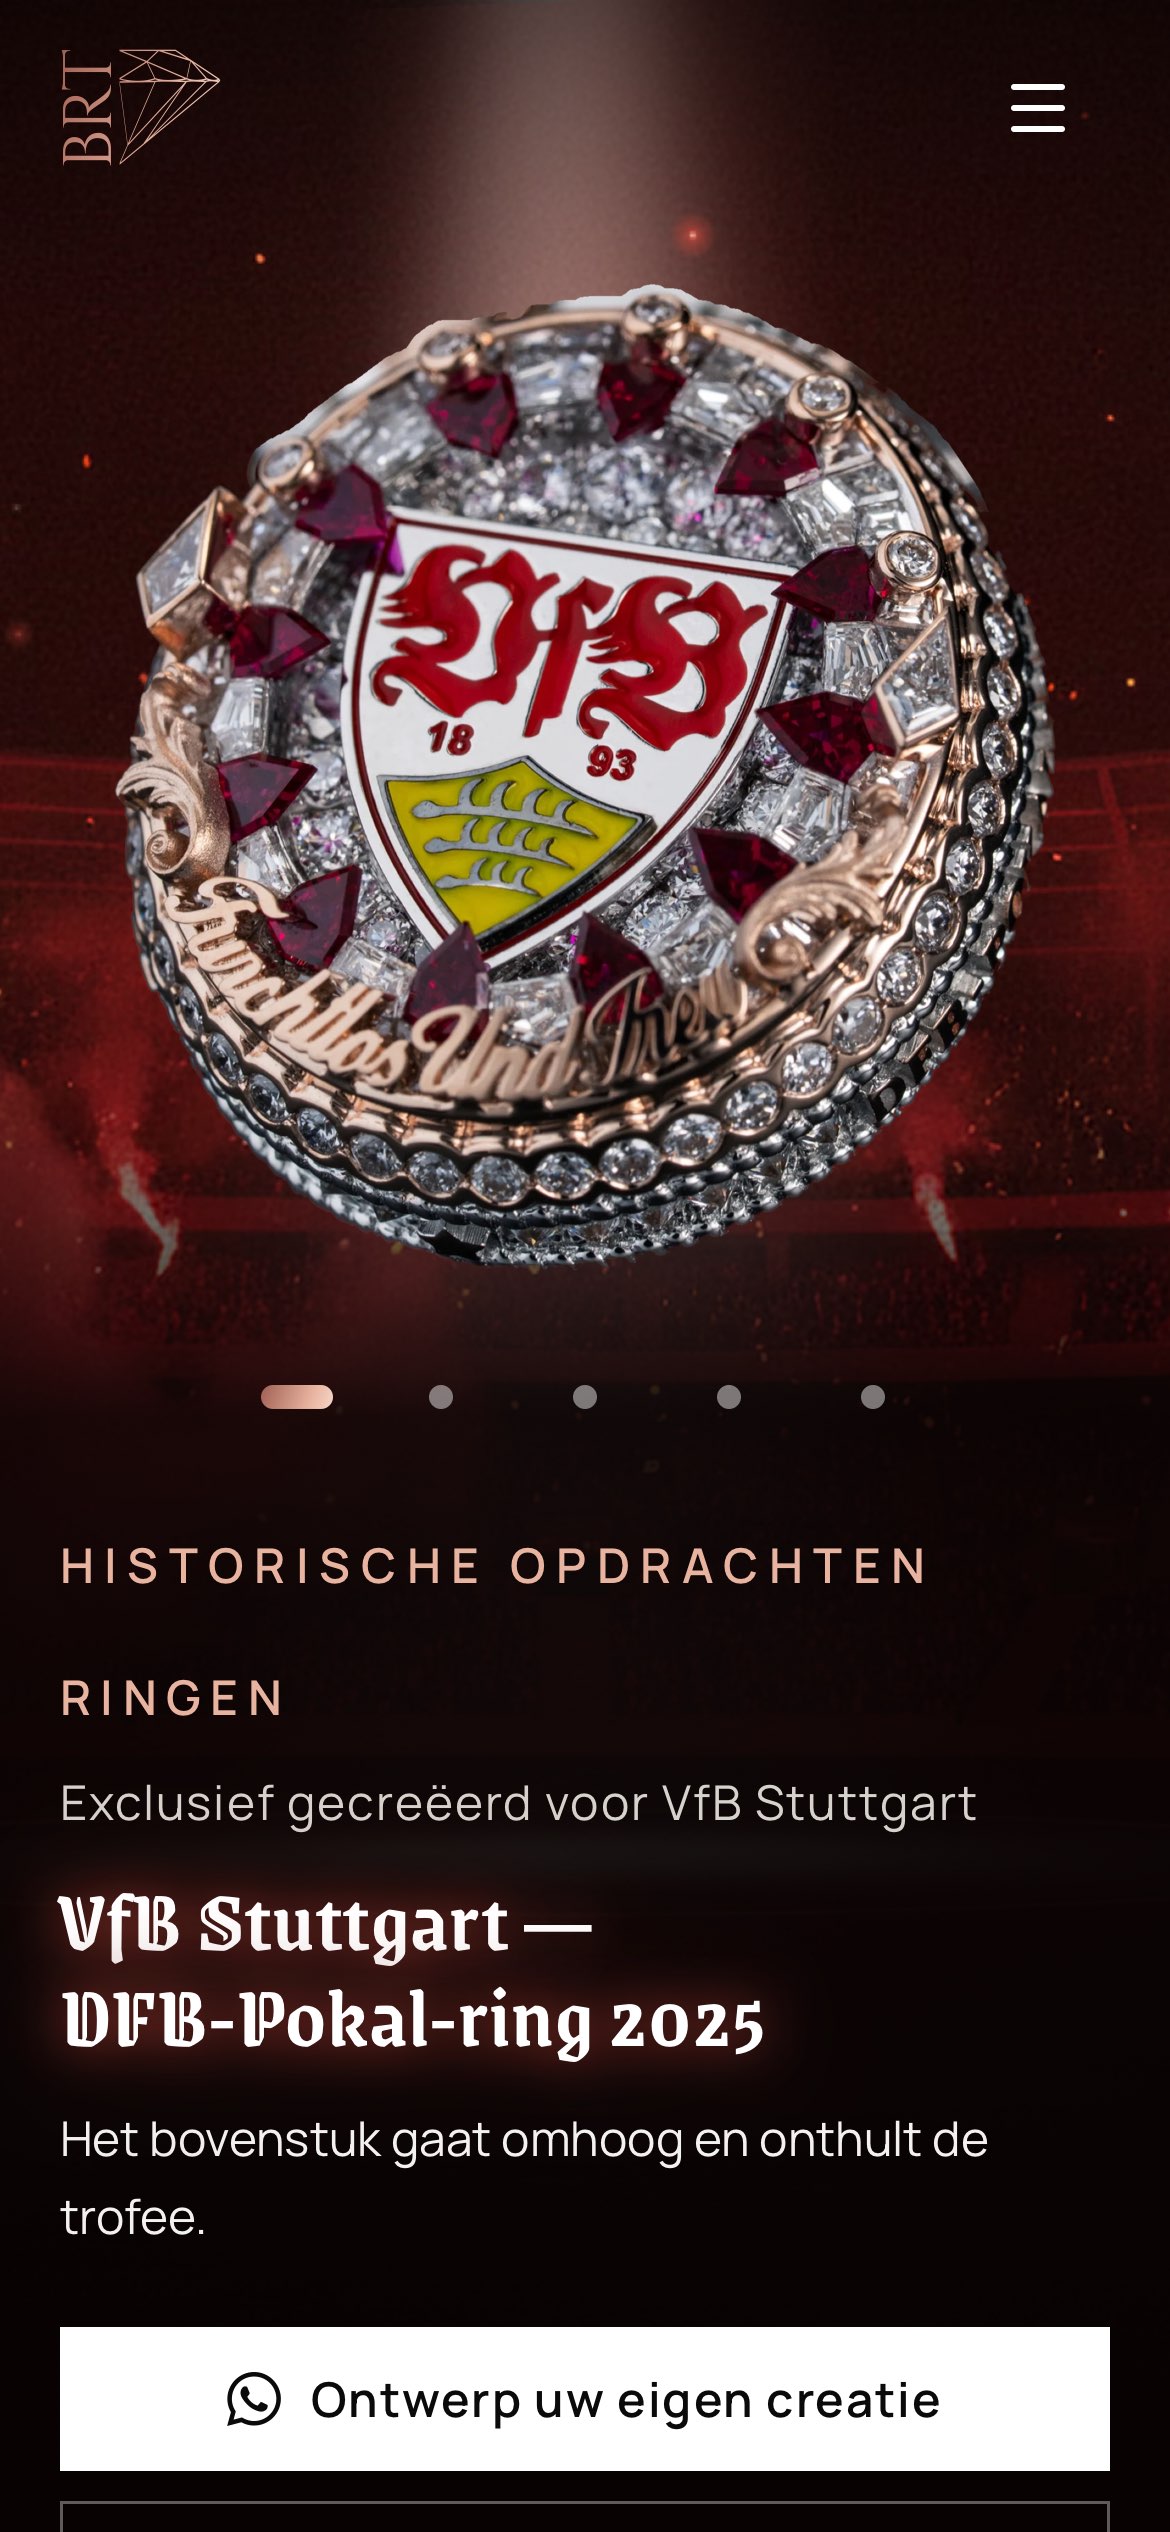 BRT
VfB
18 93
Furchtlos Und Treu
DFB
HISTORISCHE OPDRACHTEN
RINGEN
Exclusief gecreëerd voor VfB Stuttgart
VfB Stuttgart —
DFB-Pokal-ring 2025
Het bovenstuk gaat omhoog en onthult de
trofee.
Ontwerp uw eigen creatie